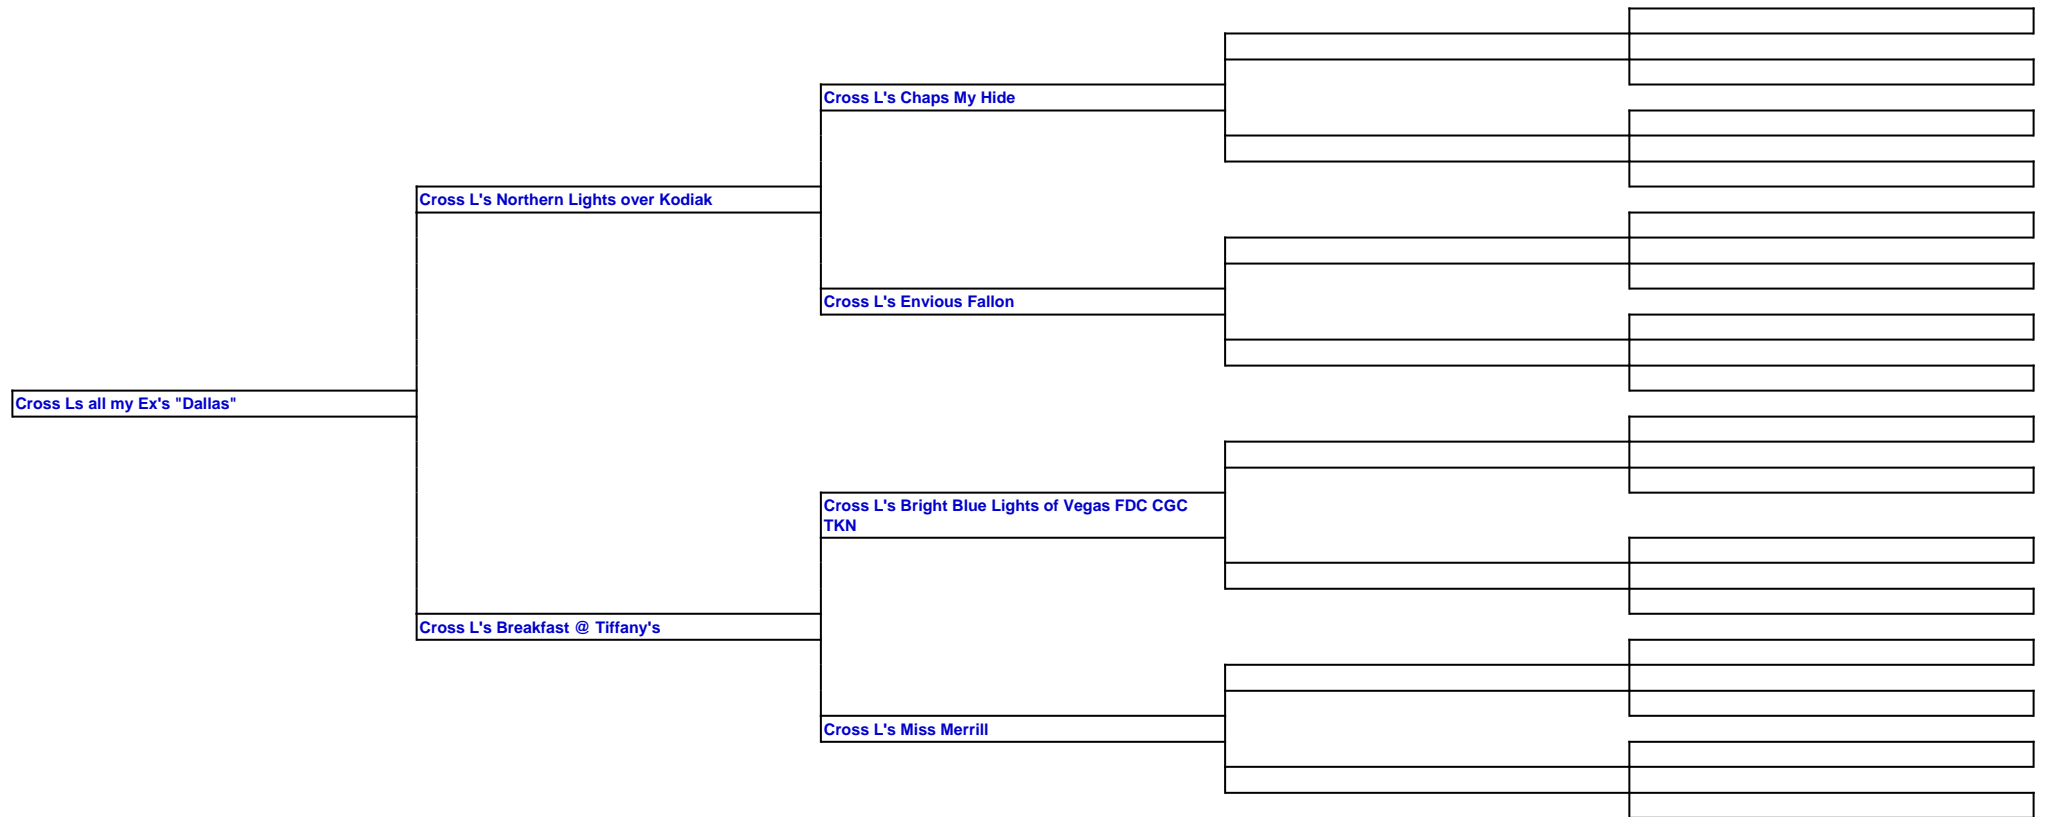 Cross L's Chaps My Hide
Cross L's Northern Lights over Kodiak
Cross L's Envious Fallon
Cross Ls all my Ex's "Dallas"
Cross L's Bright Blue Lights of Vegas FDC CGC
TKN
Cross L's Breakfast @ Tiffany's
Cross L's Miss Merrill